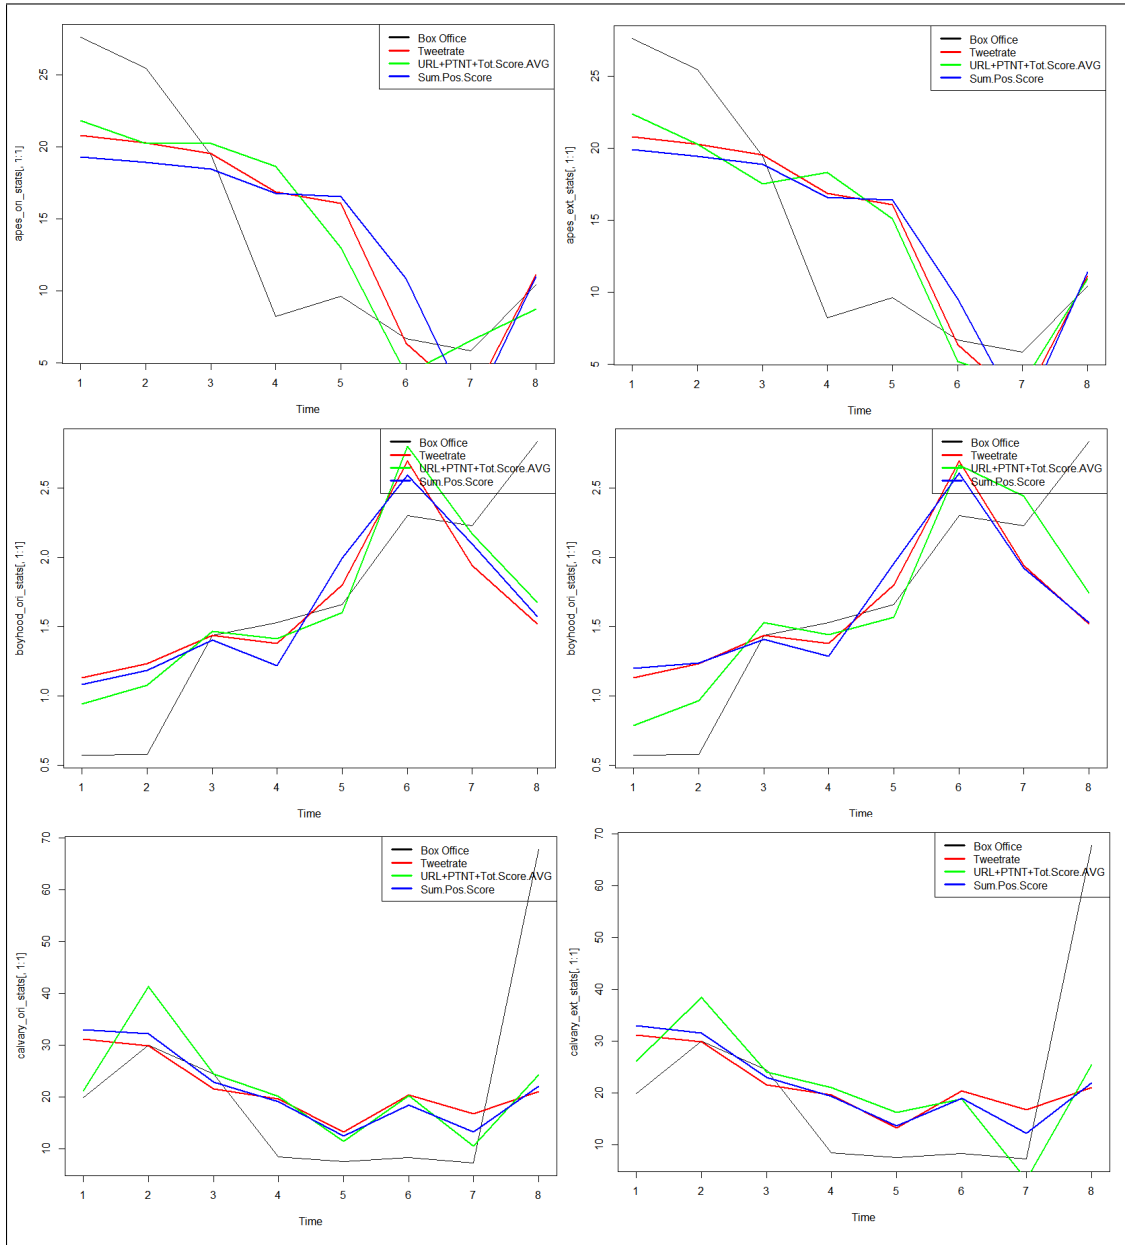 Box Office
Tweetrate
URL+PTNT+Tot.Score.AVG
Sum.Pos.Score
apes_ori_stats[, 1:1]
25
20
15
10
5
1 2 3 4 5 6 7 8
Time
Box Office
Tweetrate
URL+PTNT+Tot.Score.AVG
Sum.Pos.Score
apes_ext_stats[, 1:1]
25
20
15
10
5
1 2 3 4 5 6 7 8
Time
Box Office
Tweetrate
URL+PTNT+Tot.Score.AVG
Sum.Pos.Score
boyhood_ori_stats[, 1:1]
2.5
2.0
1.5
1.0
0.5
1 2 3 4 5 6 7 8
Time
Box Office
Tweetrate
URL+PTNT+Tot.Score.AVG
Sum.Pos.Score
boyhood_ori_stats[, 1:1]
2.5
2.0
1.5
1.0
0.5
1 2 3 4 5 6 7 8
Time
Box Office
Tweetrate
URL+PTNT+Tot.Score.AVG
Sum.Pos.Score
calvary_ori_stats[, 1:1]
70
60
50
40
30
20
10
1 2 3 4 5 6 7 8
Time
Box Office
Tweetrate
URL+PTNT+Tot.Score.AVG
Sum.Pos.Score
calvary_ext_stats[, 1:1]
70
60
50
40
30
20
10
1 2 3 4 5 6 7 8
Time